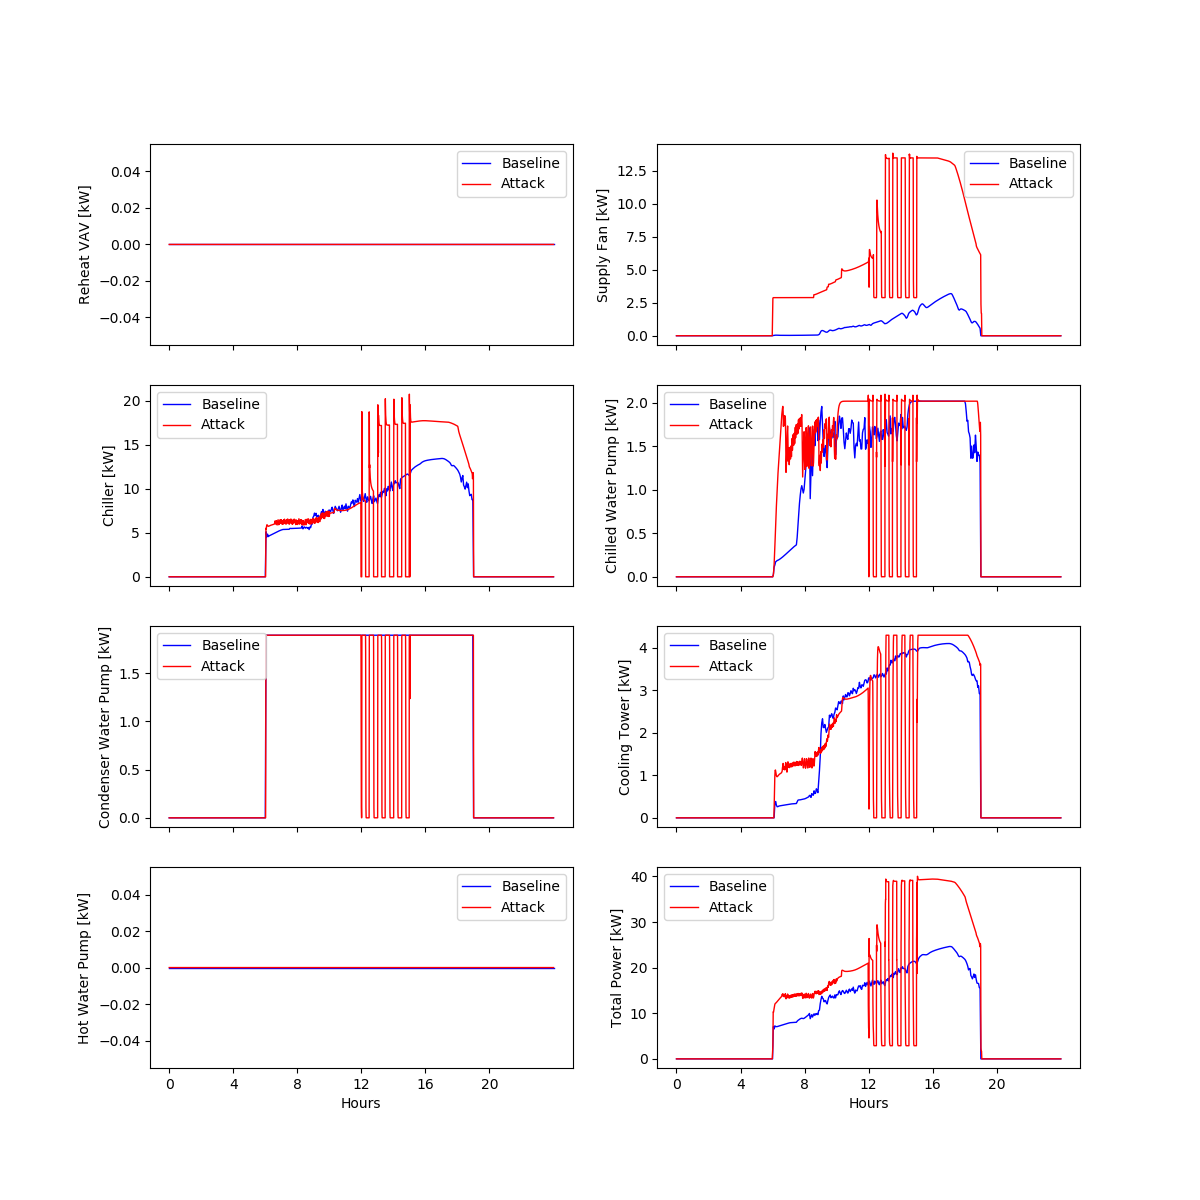 Reheat VAV [kW]
0.04
0.02
0.00
−0.02
−0.04
Baseline
Attack
Supply Fan [kW]
12.5
10.0
7.5
5.0
2.5
0.0
Baseline
Attack
Chiller [kW]
20
15
10
5
0
Baseline
Attack
Chilled Water Pump [kW]
2.0
1.5
1.0
0.5
0.0
Baseline
Attack
Condenser Water Pump [kW]
1.5
1.0
0.5
0.0
Baseline
Attack
Cooling Tower [kW]
4
3
2
1
0
Baseline
Attack
Hot Water Pump [kW]
0.04
0.02
0.00
−0.02
−0.04
Baseline
Attack
0 4 8 12 16 20
Hours
Total Power [kW]
40
30
20
10
0
Baseline
Attack
0 4 8 12 16 20
Hours